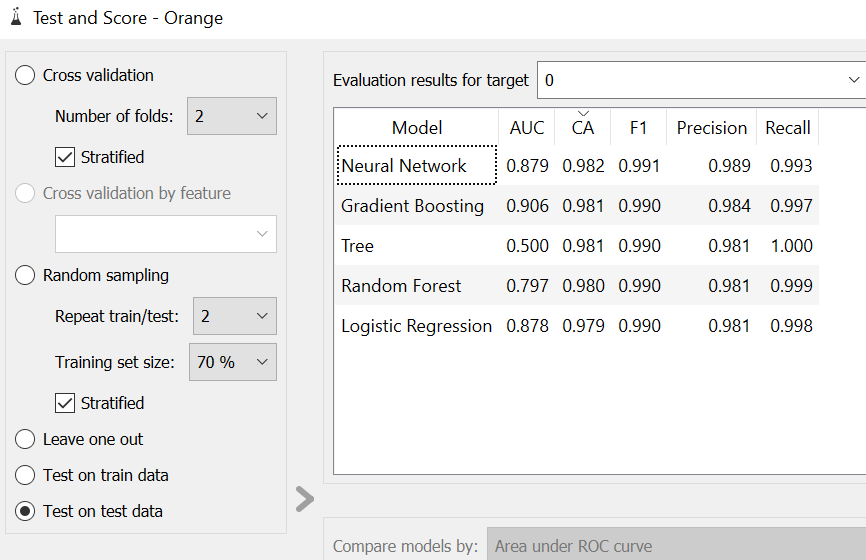 Test and Score - Orange
Cross validation
Number of folds: 2
Stratified
Cross validation by feature
Random sampling
Repeat train/test: 2
Training set size: 70 %
Stratified
Leave one out
Test on train data
Test on test data
Evaluation results for target 0
Model AUC CA F1 Precision Recall
Neural Network 0.879 0.982 0.991 0.989 0.993
Gradient Boosting 0.906 0.981 0.990 0.984 0.997
Tree 0.500 0.981 0.990 0.981 1.000
Random Forest 0.797 0.980 0.990 0.981 0.999
Logistic Regression 0.878 0.979 0.990 0.981 0.998
Compare models by: Area under ROC curve